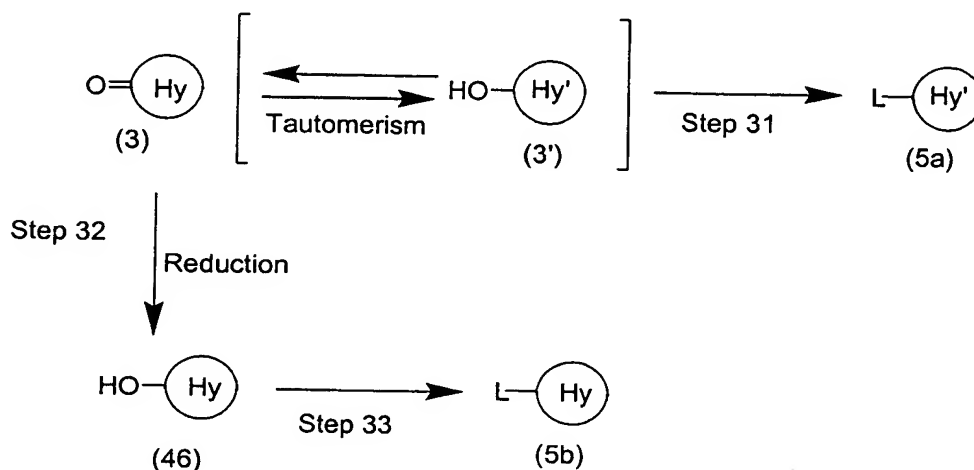 O=Hy
HO-Hy'
L-Hy'
Tautomerism
Step 31
(3)
(3')
(5a)
Step 32
Reduction
HO-Hy
L-Hy
Step 33
(46)
(5b)